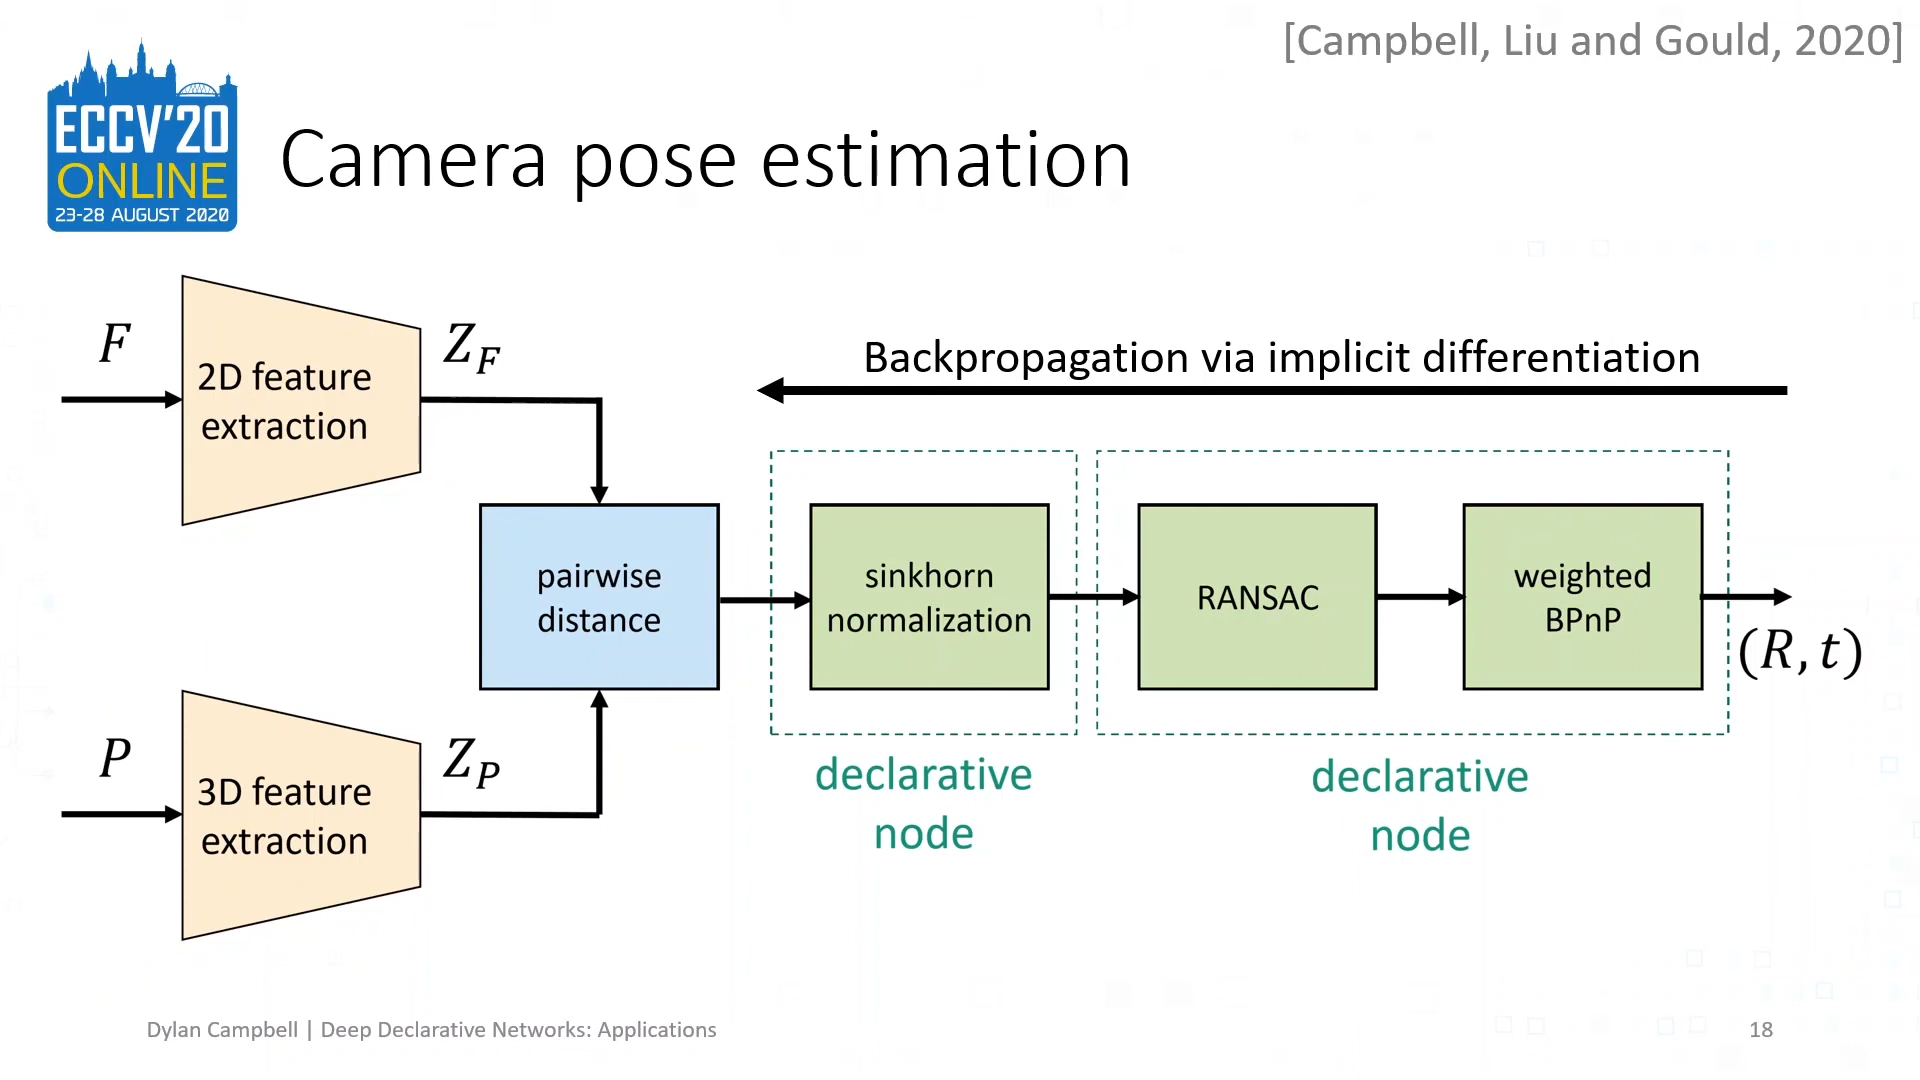 [Campbell, Liu and Gould, 2020]
ECCV'20
ONLINE
23-28 AUGUST 2020
Camera pose estimation
F
2D feature
extraction
Z_F
Backpropagation via implicit differentiation
pairwise
distance
sinkhorn
normalization
RANSAC
weighted
BPnP
(R, t)
P
3D feature
extraction
Z_P
declarative
node
declarative
node
Dylan Campbell | Deep Declarative Networks: Applications
18